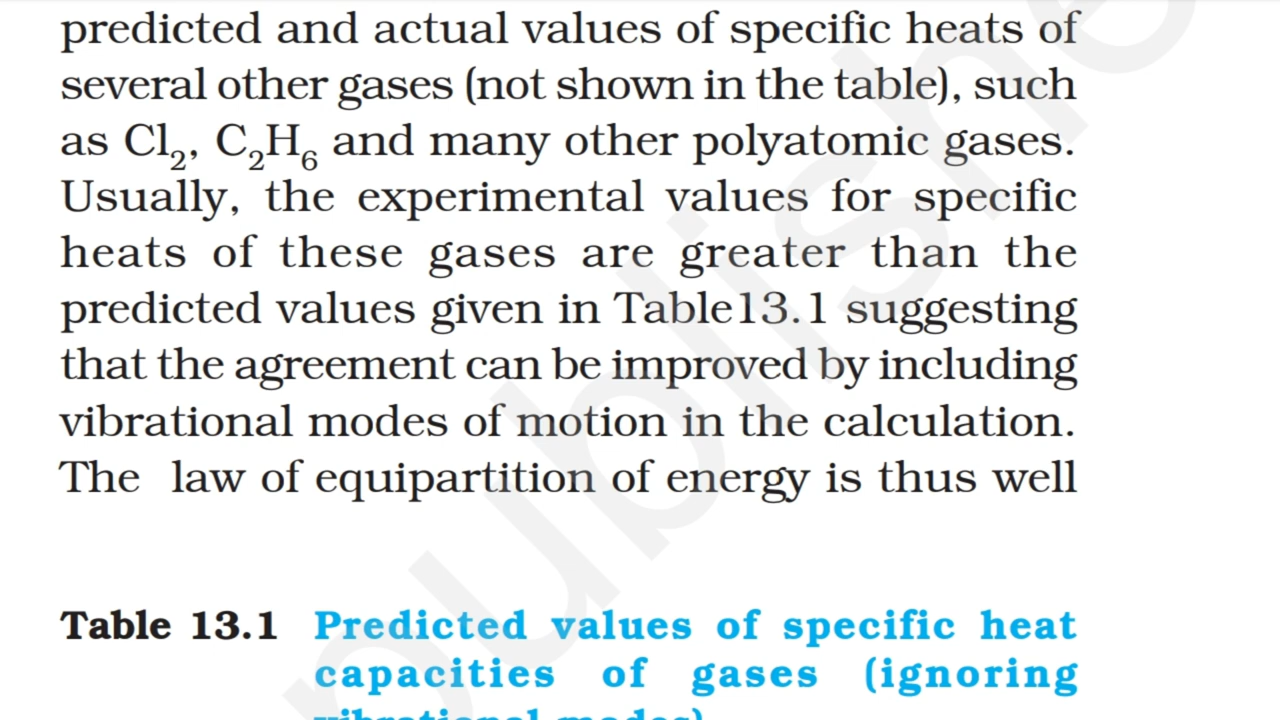 predicted and actual values of specific heats of
several other gases (not shown in the table), such
as Cl₂, C₂H₆ and many other polyatomic gases.
Usually, the experimental values for specific
heats of these gases are greater than the
predicted values given in Table13.1 suggesting
that the agreement can be improved by including
vibrational modes of motion in the calculation.
The law of equipartition of energy is thus well
Table 13.1 Predicted values of specific heat
capacities of gases (ignoring
vibrational modes)
publishe